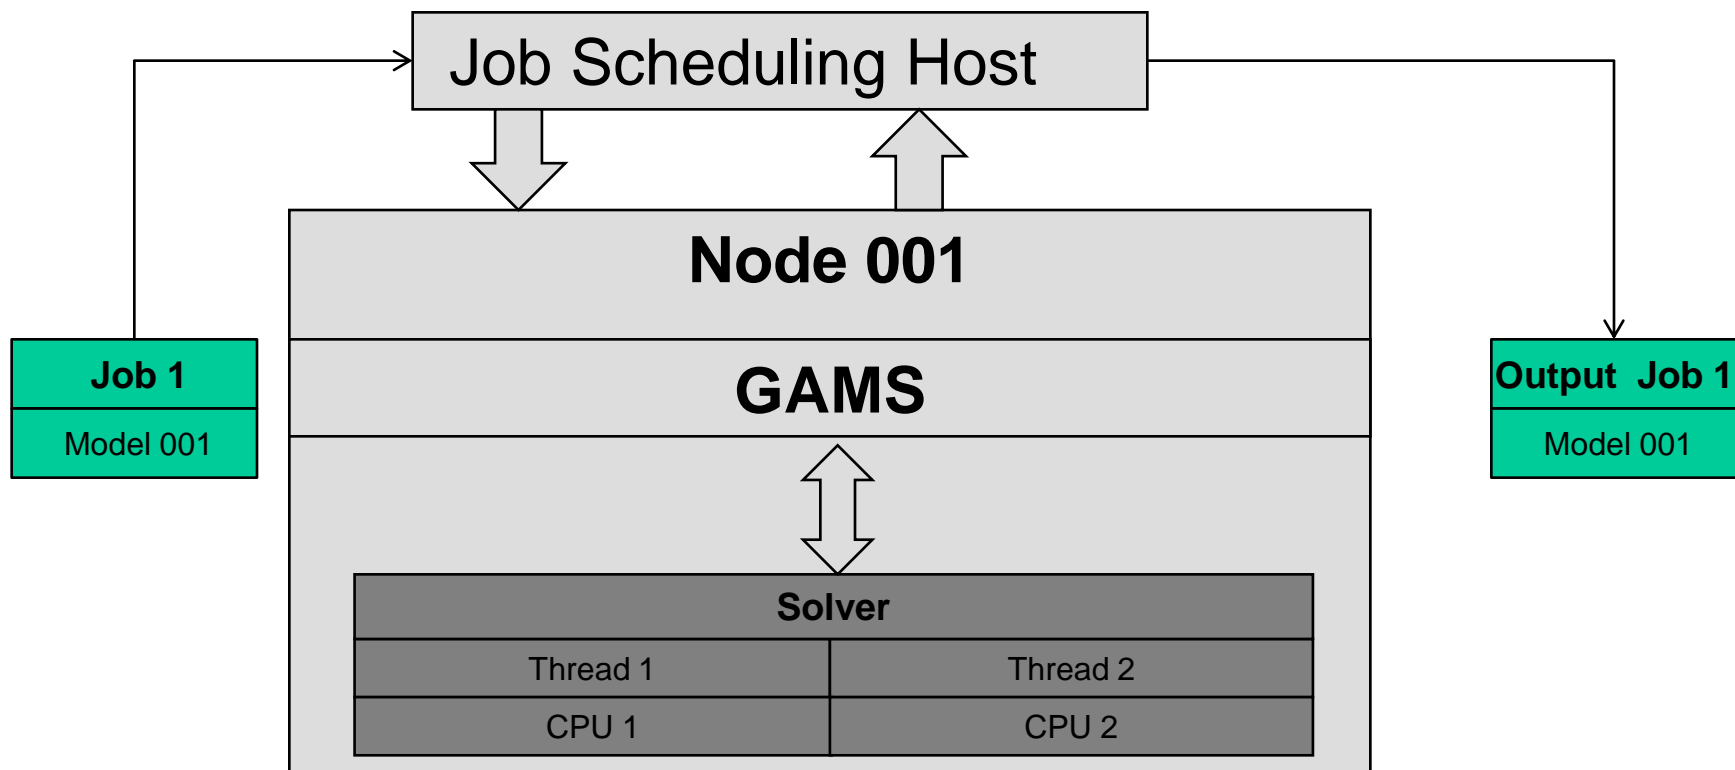 Job Scheduling Host
Node 001
Job 1
Model 001
GAMS
Output Job 1
Model 001
Solver
Thread 1
Thread 2
CPU 1
CPU 2